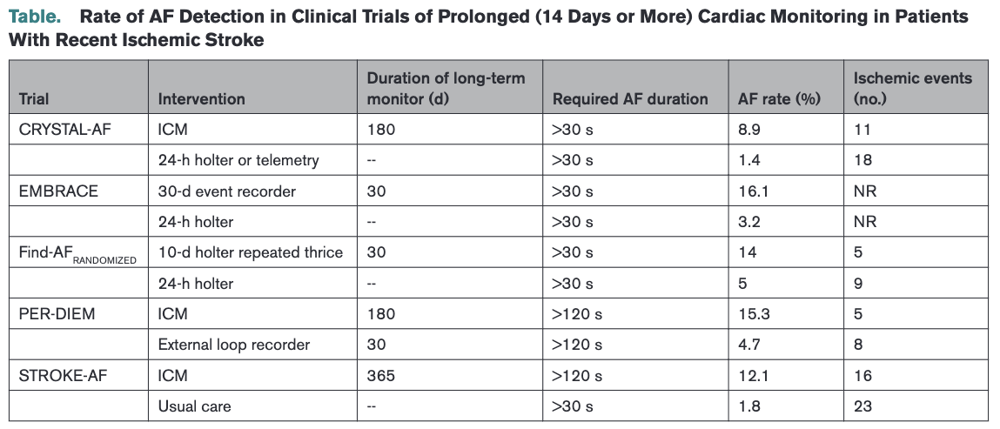 Table. Rate of AF Detection in Clinical Trials of Prolonged (14 Days or More) Cardiac Monitoring in Patients
With Recent Ischemic Stroke
Trial Intervention Duration of long-term monitor (d) Required AF duration AF rate (%) Ischemic events (no.)
CRYSTAL-AF ICM 180 >30 s 8.9 11
24-h holter or telemetry -- >30 s 1.4 18
EMBRACE 30-d event recorder 30 >30 s 16.1 NR
24-h holter -- >30 s 3.2 NR
Find-AF RANDOMIZED 10-d holter repeated thrice 30 >30 s 14 5
24-h holter -- >30 s 5 9
PER-DIEM ICM 180 >120 s 15.3 5
External loop recorder 30 >120 s 4.7 8
STROKE-AF ICM 365 >120 s 12.1 16
Usual care -- >30 s 1.8 23